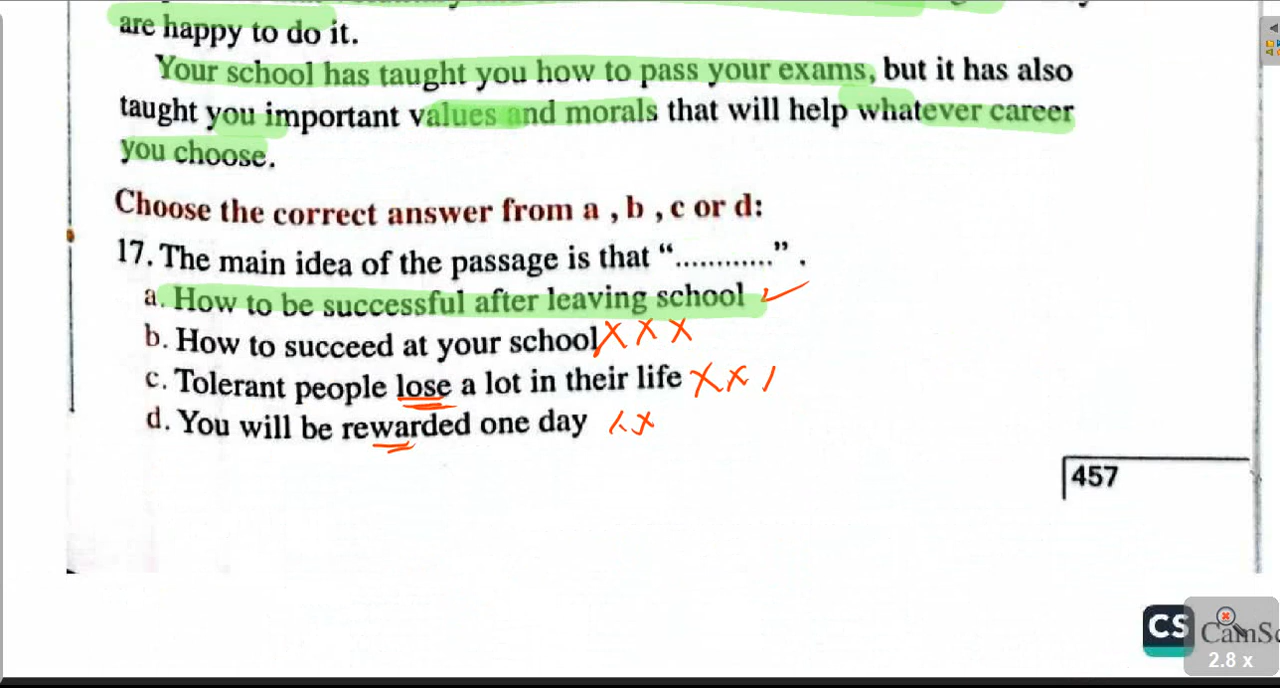 are happy to do it.
Your school has taught you how to pass your exams, but it has also
taught you important values and morals that will help whatever career
you choose.
Choose the correct answer from a , b , c or d:
17. The main idea of the passage is that “............” .
a. How to be successful after leaving school
b. How to succeed at your school
c. Tolerant people lose a lot in their life
d. You will be rewarded one day
457
CS CamSc
2.8 x